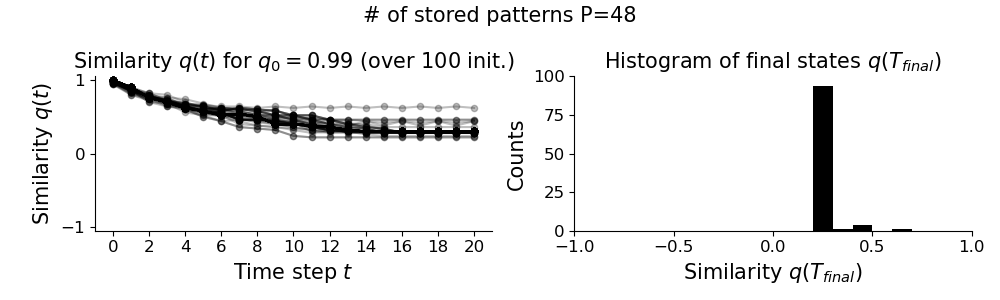 # of stored patterns P=48
Similarity q(t) for q₀ = 0.99 (over 100 init.)
1
0
−1
Similarity q(t)
0 2 4 6 8 10 12 14 16 18 20
Time step t
Histogram of final states q(T_final)
100
75
50
25
0
Counts
−1.0 −0.5 0.0 0.5 1.0
Similarity q(T_final)